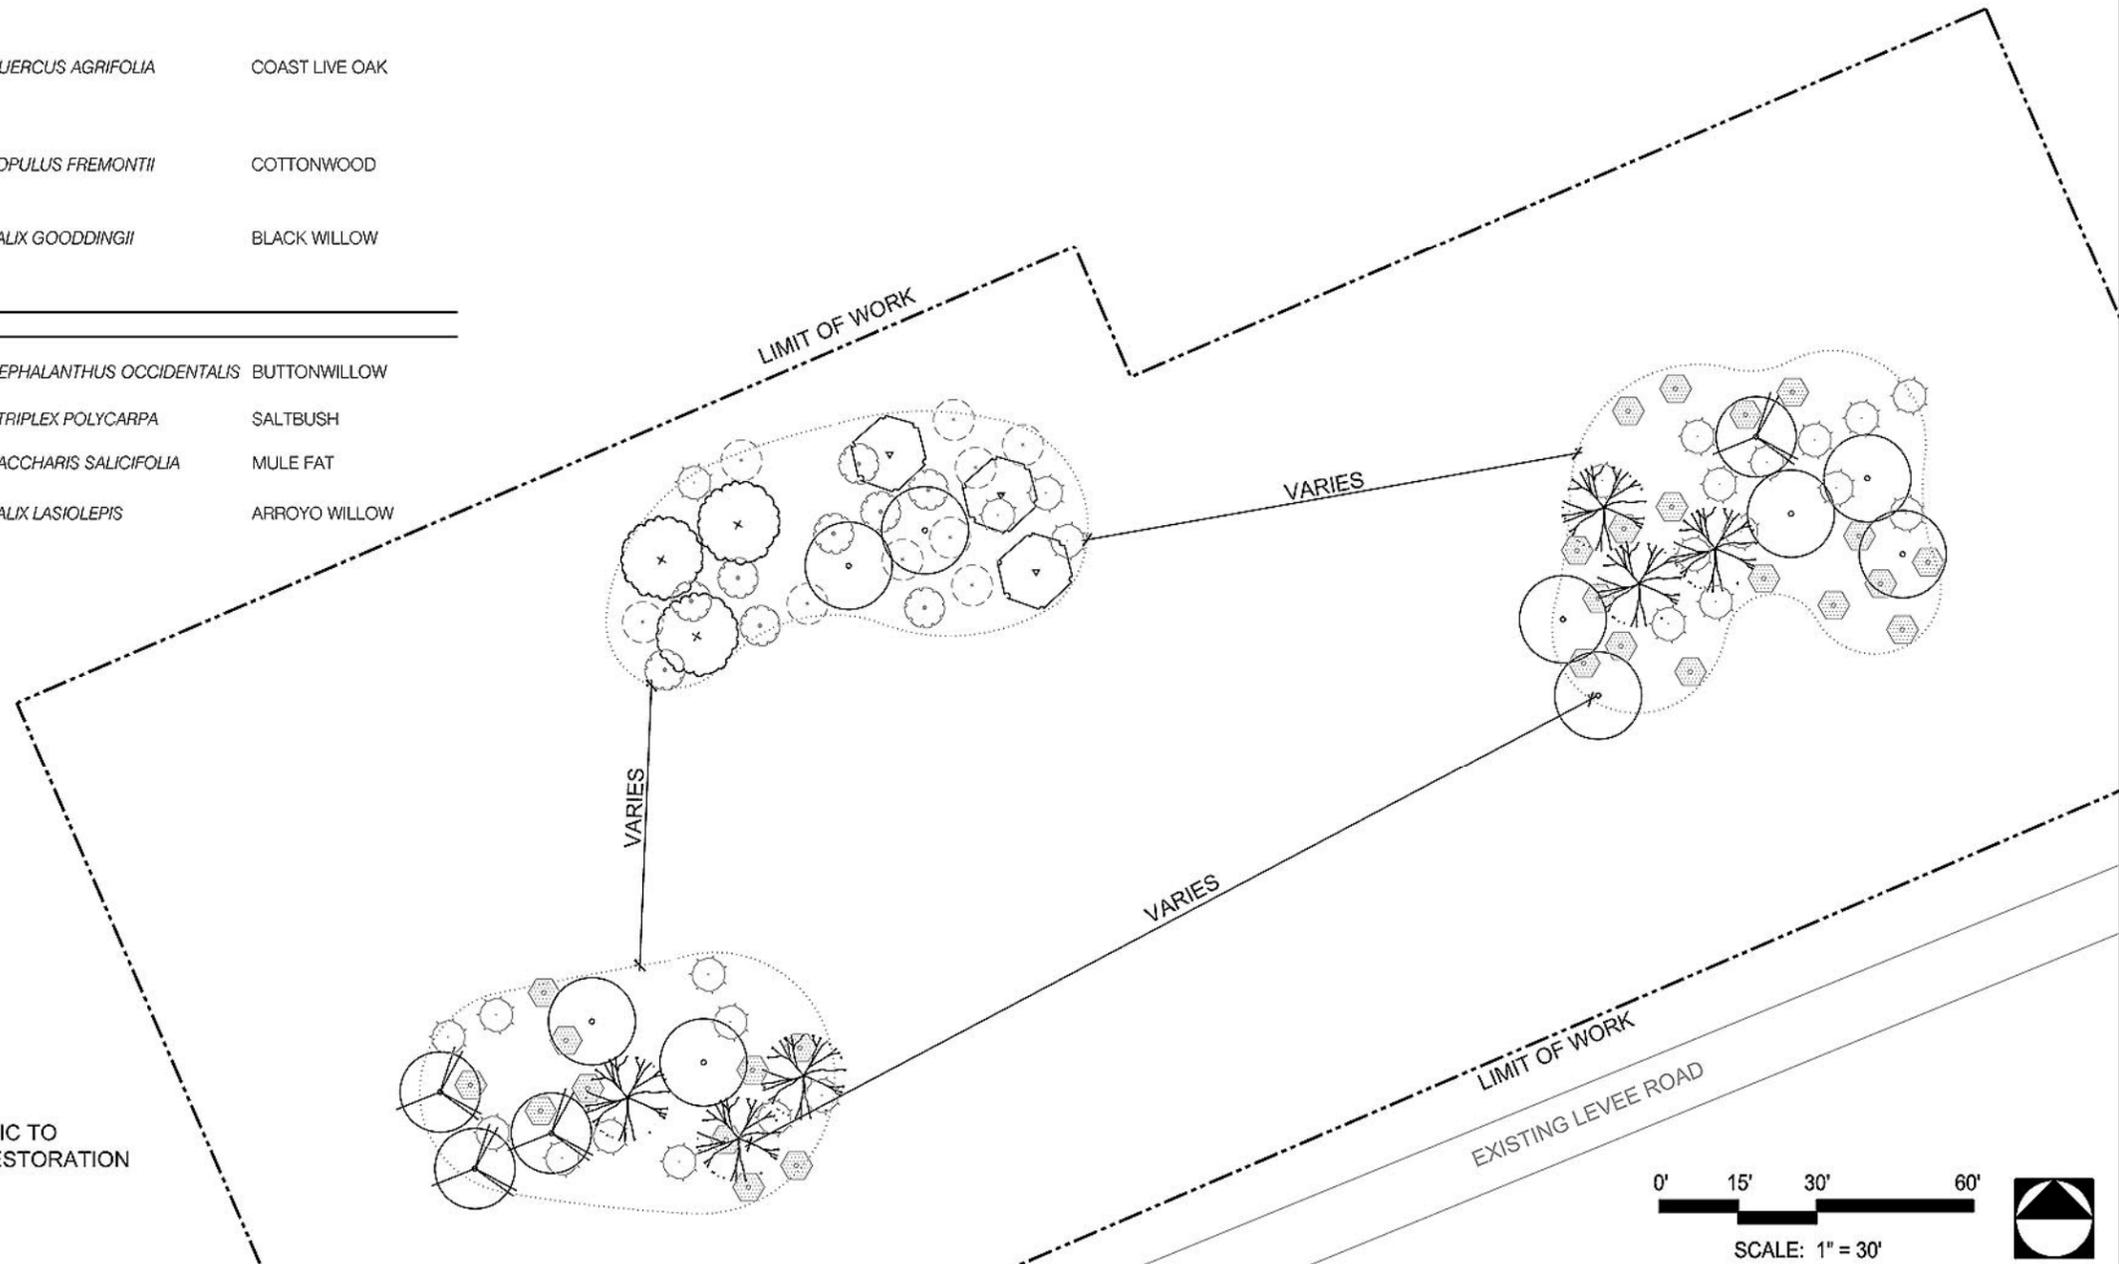 UERCUS AGRIFOLIA COAST LIVE OAK
OPULUS FREMONTII COTTONWOOD
ALIX GOODDINGII BLACK WILLOW
EPHALANTHUS OCCIDENTALIS BUTTONWILLOW
TRIPLEX POLYCARPA SALTBUSH
ACCHARIS SALICIFOLIA MULE FAT
ALIX LASIOLEPIS ARROYO WILLOW
LIMIT OF WORK
VARIES
VARIES
VARIES
LIMIT OF WORK
EXISTING LEVEE ROAD
IC TO
ESTORATION
0' 15' 30' 60'
SCALE: 1" = 30'